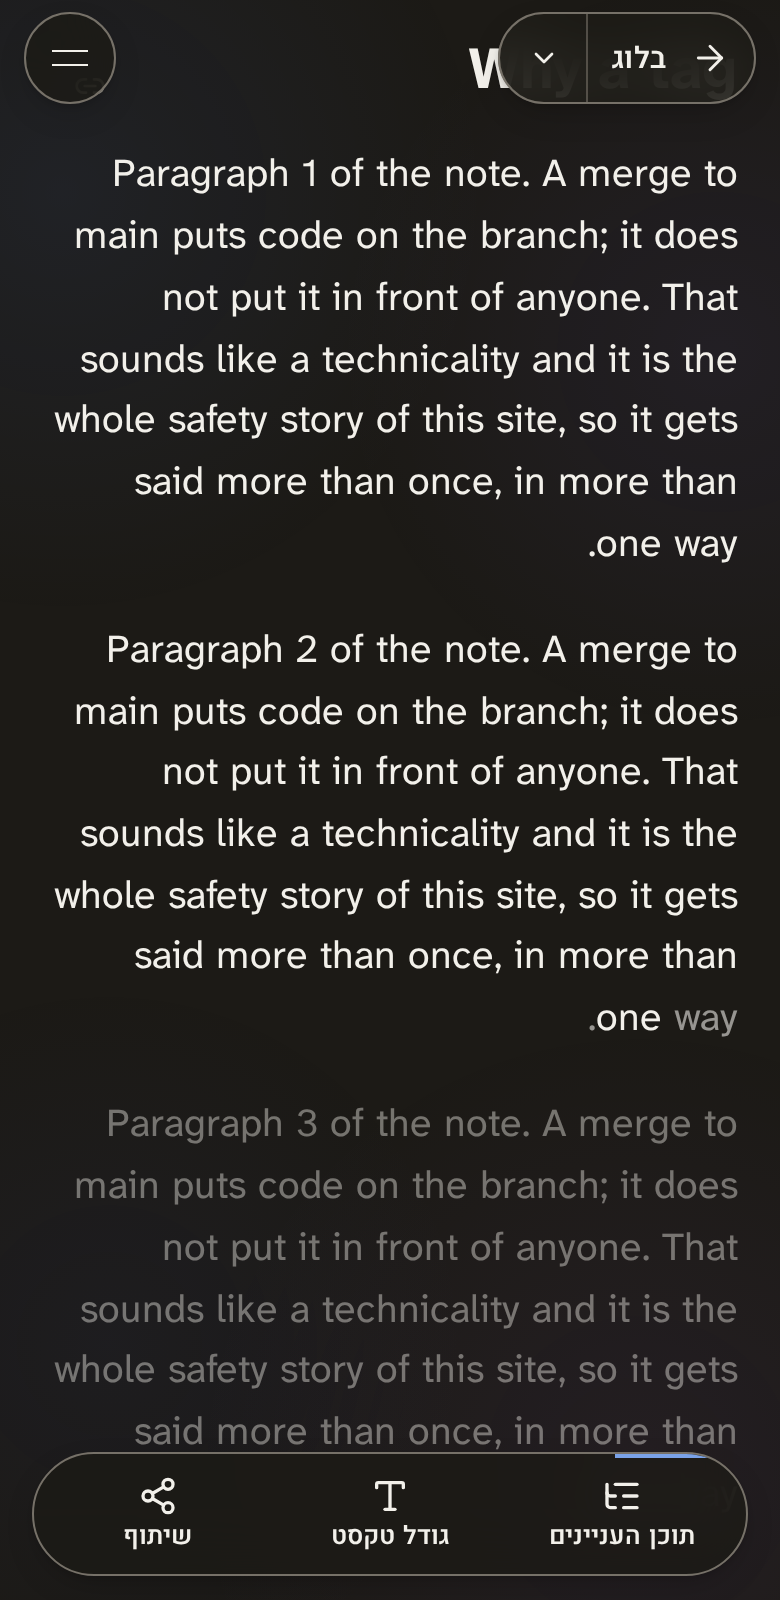 בלוג
Why a tag
Paragraph 1 of the note. A merge to
main puts code on the branch; it does
not put it in front of anyone. That
sounds like a technicality and it is the
whole safety story of this site, so it gets
said more than once, in more than
.one way
Paragraph 2 of the note. A merge to
main puts code on the branch; it does
not put it in front of anyone. That
sounds like a technicality and it is the
whole safety story of this site, so it gets
said more than once, in more than
.one way
Paragraph 3 of the note. A merge to
main puts code on the branch; it does
not put it in front of anyone. That
sounds like a technicality and it is the
whole safety story of this site, so it gets
said more than once, in more than
תוכן העניינים
גודל טקסט
שיתוף